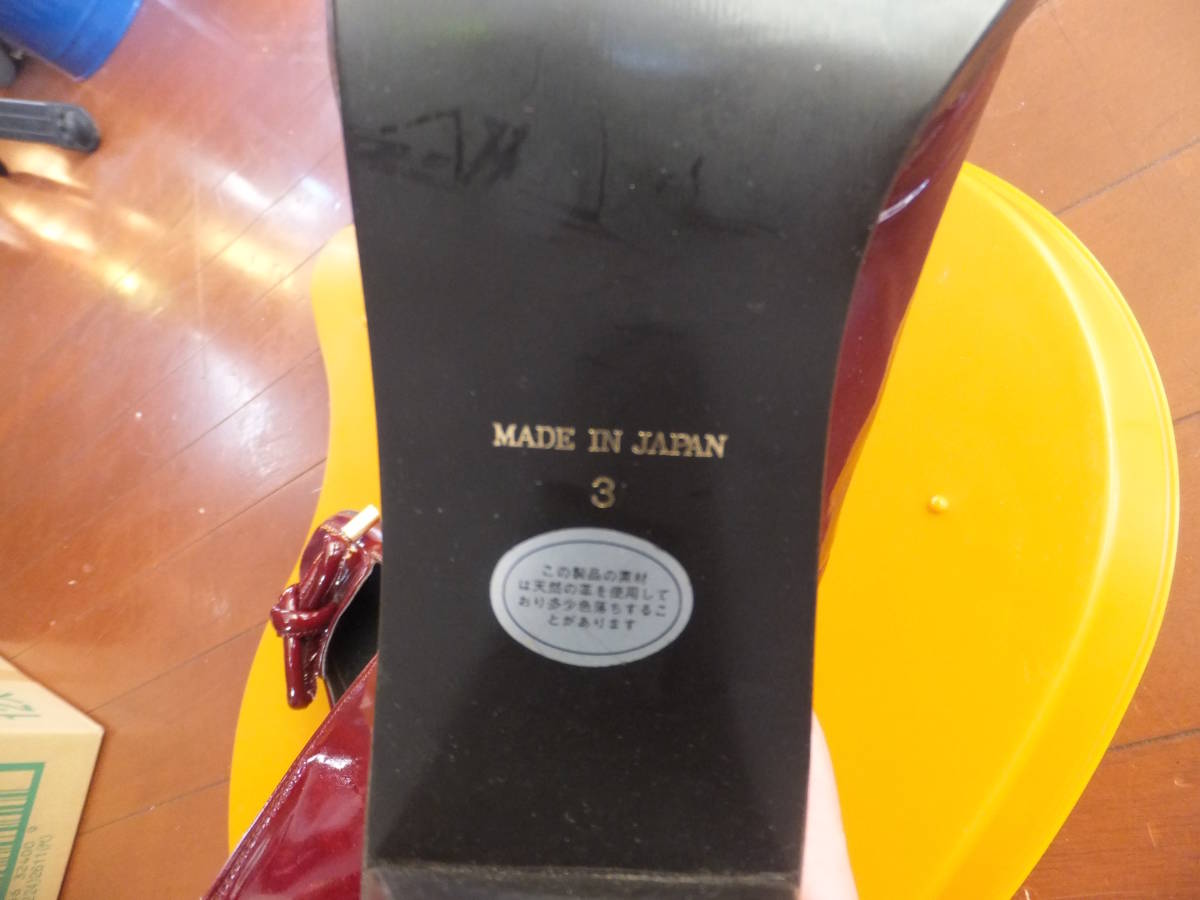 MADE IN JAPAN
3
この製品の素材
は天然の革を使用して
おり多少色落ちするこ
とがあります